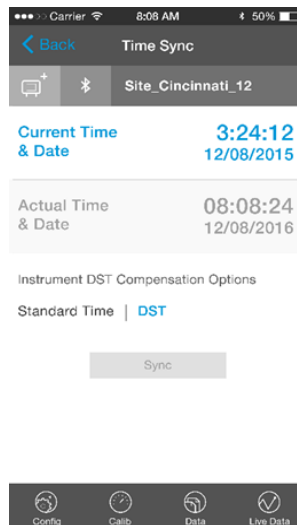 Carrier 8:08 AM 50%
Back Time Sync
Site_Cincinnati_12
Current Time 3:24:12
& Date 12/08/2015
Actual Time 08:08:24
& Date 12/08/2016
Instrument DST Compensation Options
Standard Time | DST
Sync
Config Calib Data Live Data